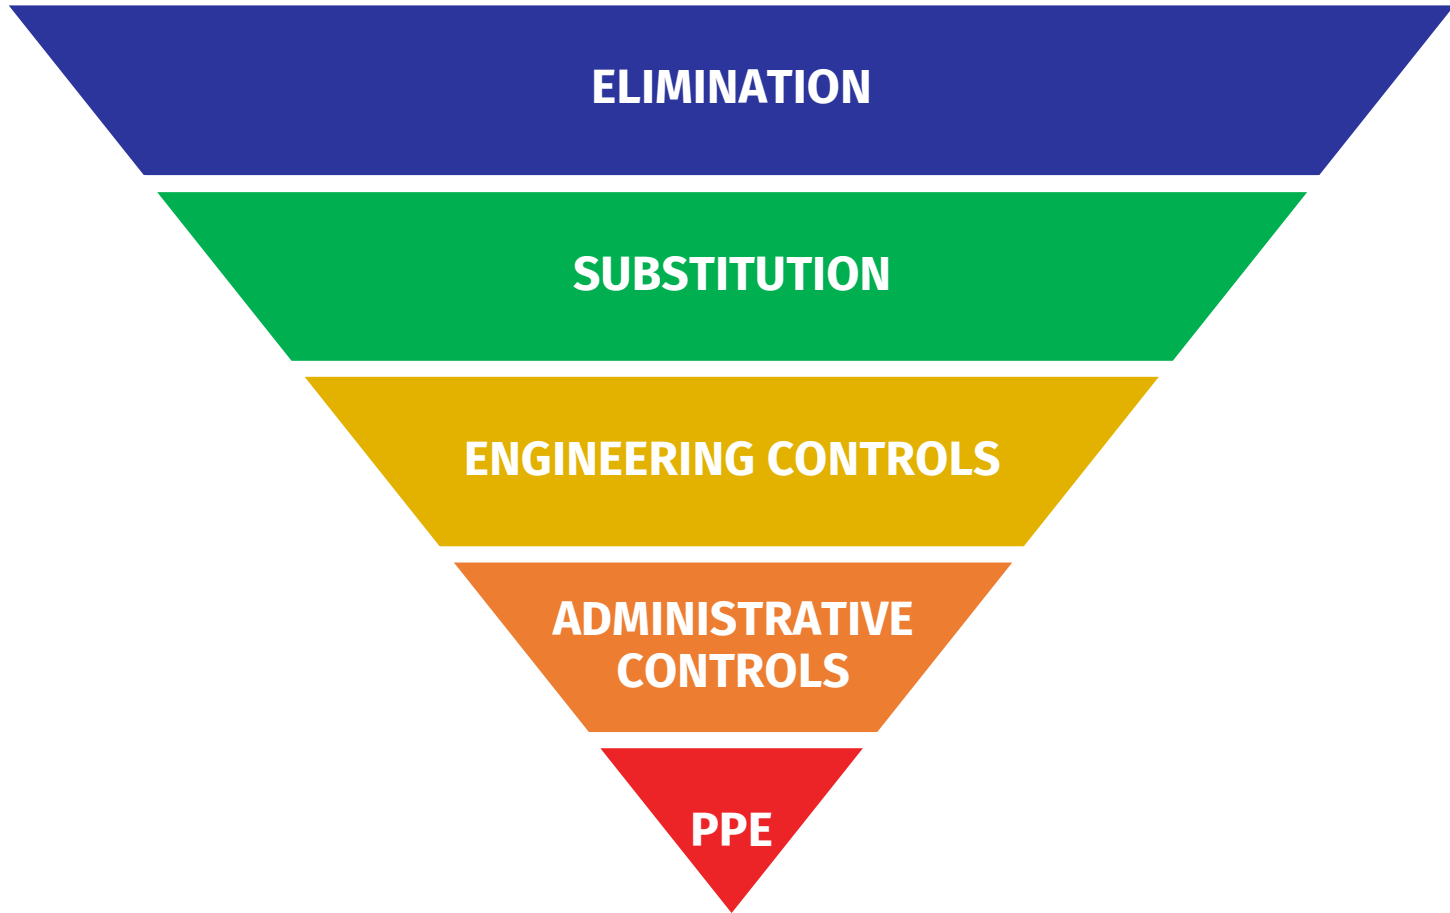 ELIMINATION
SUBSTITUTION
ENGINEERING CONTROLS
ADMINISTRATIVE
CONTROLS
PPE